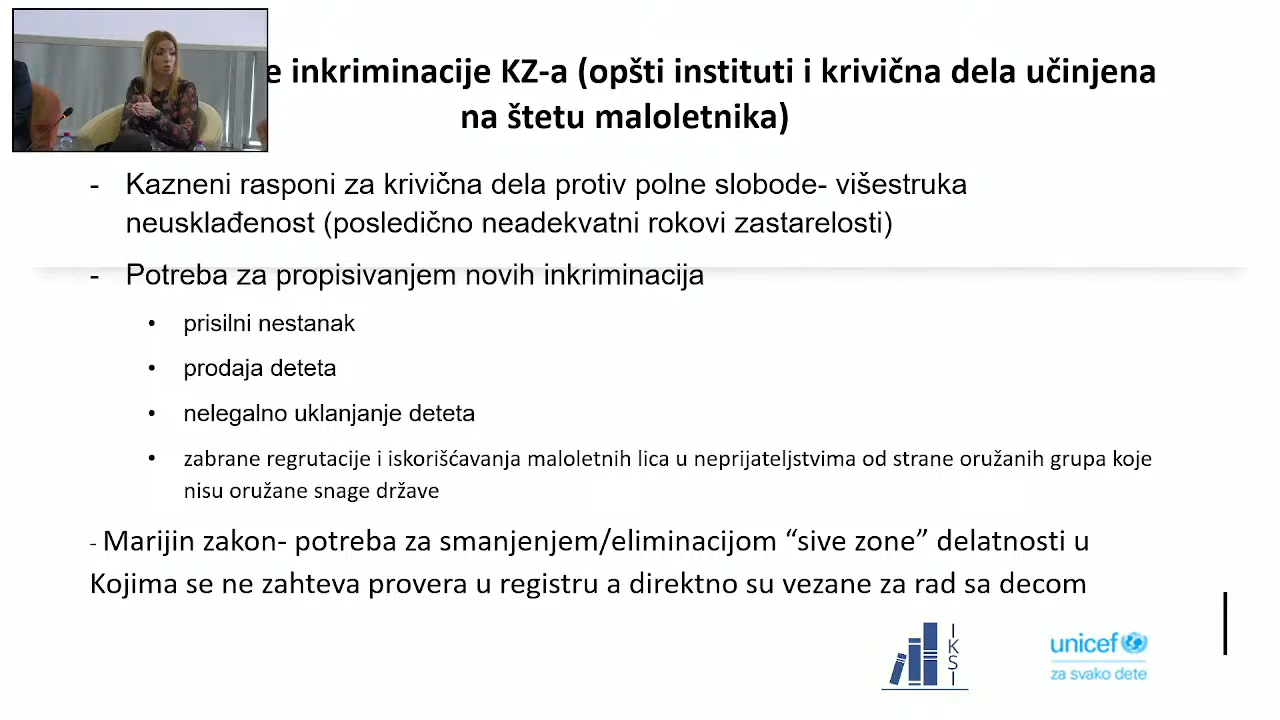 e inkriminacije KZ-a (opšti instituti i krivična dela učinjena
na štetu maloletnika)
- Kazneni rasponi za krivična dela protiv polne slobode- višestruka
neusklađenost (posledično neadekvatni rokovi zastarelosti)
- Potreba za propisivanjem novih inkriminacija
• prisilni nestanak
• prodaja deteta
• nelegalno uklanjanje deteta
• zabrane regrutacije i iskorišćavanja maloletnih lica u neprijateljstvima od strane oružanih grupa koje
nisu oružane snage države
- Marijin zakon- potreba za smanjenjem/eliminacijom “sive zone” delatnosti u
Kojima se ne zahteva provera u registru a direktno su vezane za rad sa decom
IKSI
unicef
za svako dete